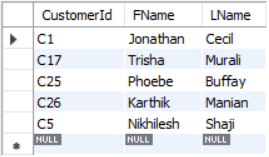 CustomerId FName LName
C1 Jonathan Cecil
C17 Trisha Murali
C25 Phoebe Buffay
C26 Karthik Manian
C5 Nikhilesh Shaji
NULL NULL NULL